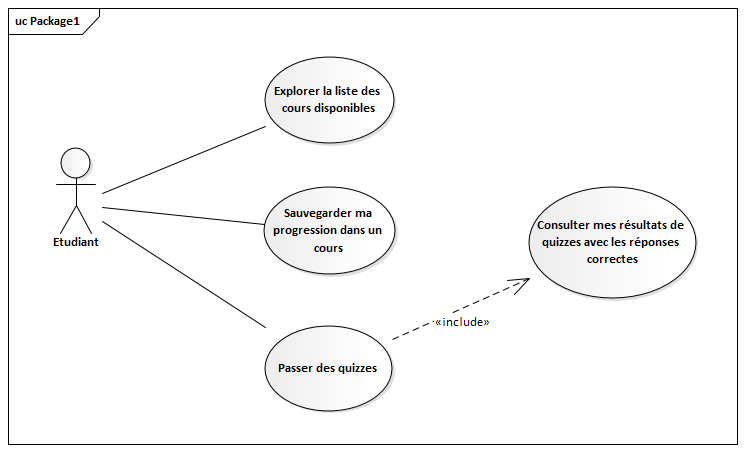 uc Package1
Explorer la liste des
cours disponibles
Etudiant
Sauvegarder ma
progression dans un
cours
Consulter mes résultats de
quizzes avec les réponses
correctes
«include»
Passer des quizzes